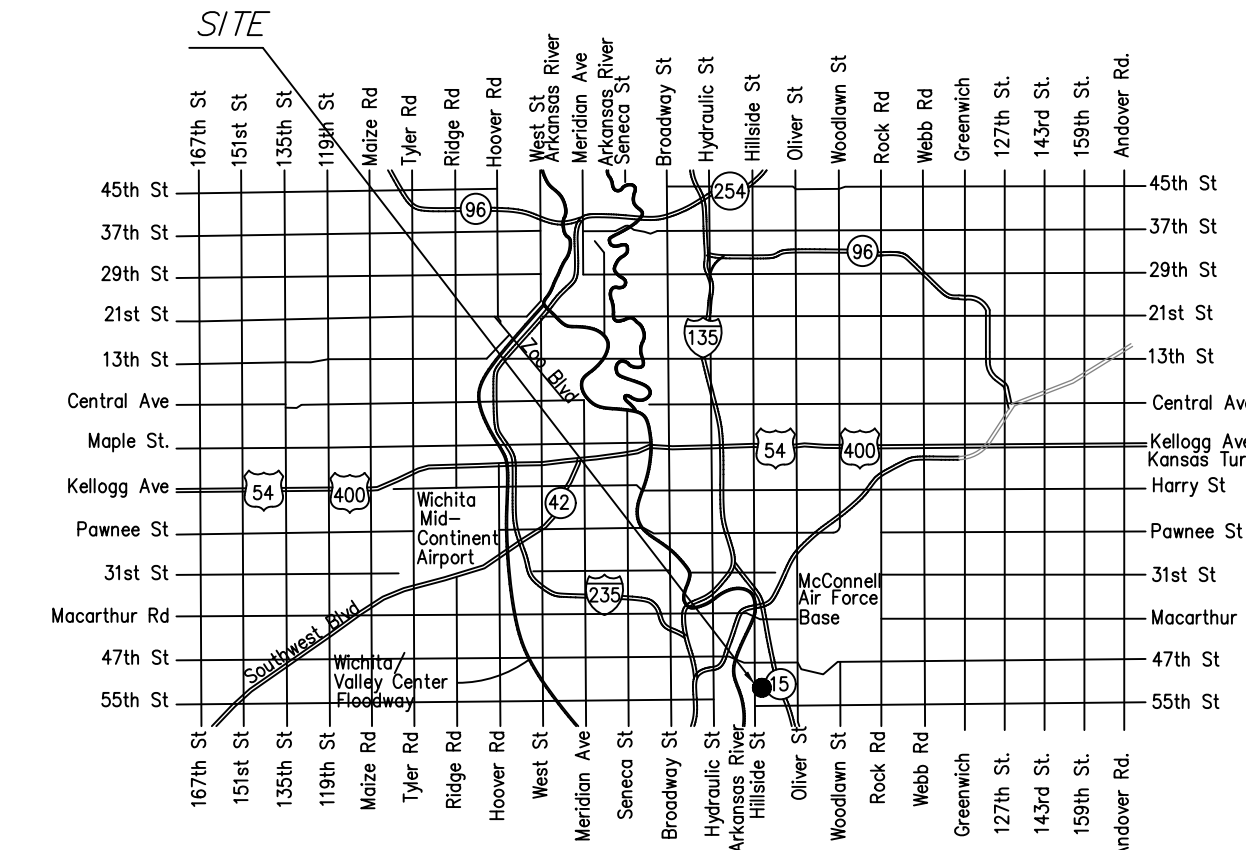 SITE
167th St
151st St
135th St
119th St
Maize Rd
Tyler Rd
Ridge Rd
Hoover Rd
West St
Arkansas River
Meridian Ave
Arkansas River
Seneca St
Broadway St
Hydraulic St
Hillside St
Oliver St
Woodlawn St
Rock Rd
Webb Rd
Greenwich
127th St.
143rd St.
159th St.
Andover Rd.
45th St
37th St
29th St
21st St
13th St
Central Ave
Maple St.
Kellogg Ave
Pawnee St
31st St
Macarthur Rd
47th St
55th St
96
254
96
135
Zoo Blvd
54
400
54
400
42
Wichita
Mid-
Continent
Airport
235
McConnell
Air Force
Base
Southwest Blvd
Wichita/
Valley Center
Floodway
15
45th St
37th St
29th St
21st St
13th St
Central Ave
Kellogg Ave
Kansas Tur
Harry St
Pawnee St
31st St
Macarthur
47th St
55th St
167th St
151st St
135th St
119th St
Maize Rd
Tyler Rd
Ridge Rd
Hoover Rd
West St
Meridian Ave
Seneca St
Broadway St
Hydraulic St
Arkansas River
Hillside St
Oliver St
Woodlawn St
Rock Rd
Webb Rd
Greenwich
127th St.
143rd St.
159th St.
Andover Rd.